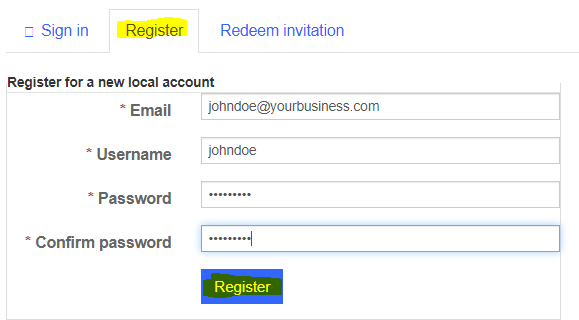 Sign in Register Redeem invitation
Register for a new local account
* Email johndoe@yourbusiness.com
* Username johndoe
* Password •••••••••
* Confirm password •••••••••
Register